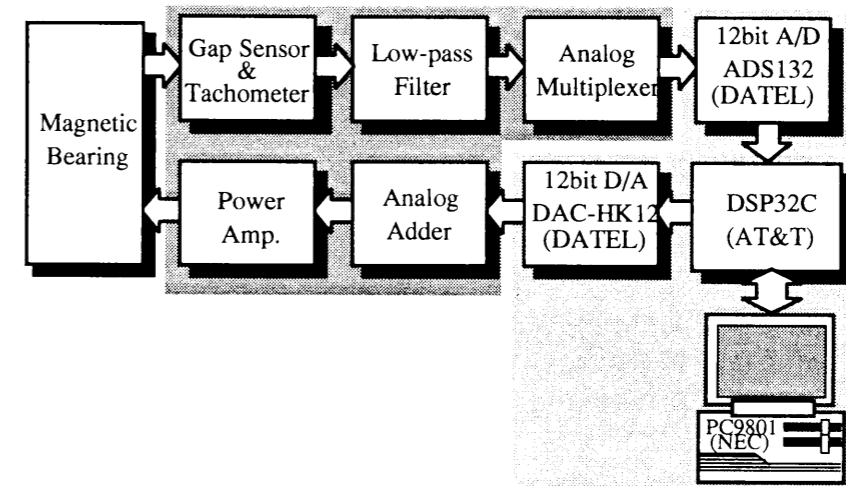 Magnetic
Bearing
Gap Sensor
&
Tachometer
Low-pass
Filter
Analog
Multiplexer
12bit A/D
ADS132
(DATEL)
Power
Amp.
Analog
Adder
12bit D/A
DAC-HK12
(DATEL)
DSP32C
(AT&T)
PC9801
(NEC)